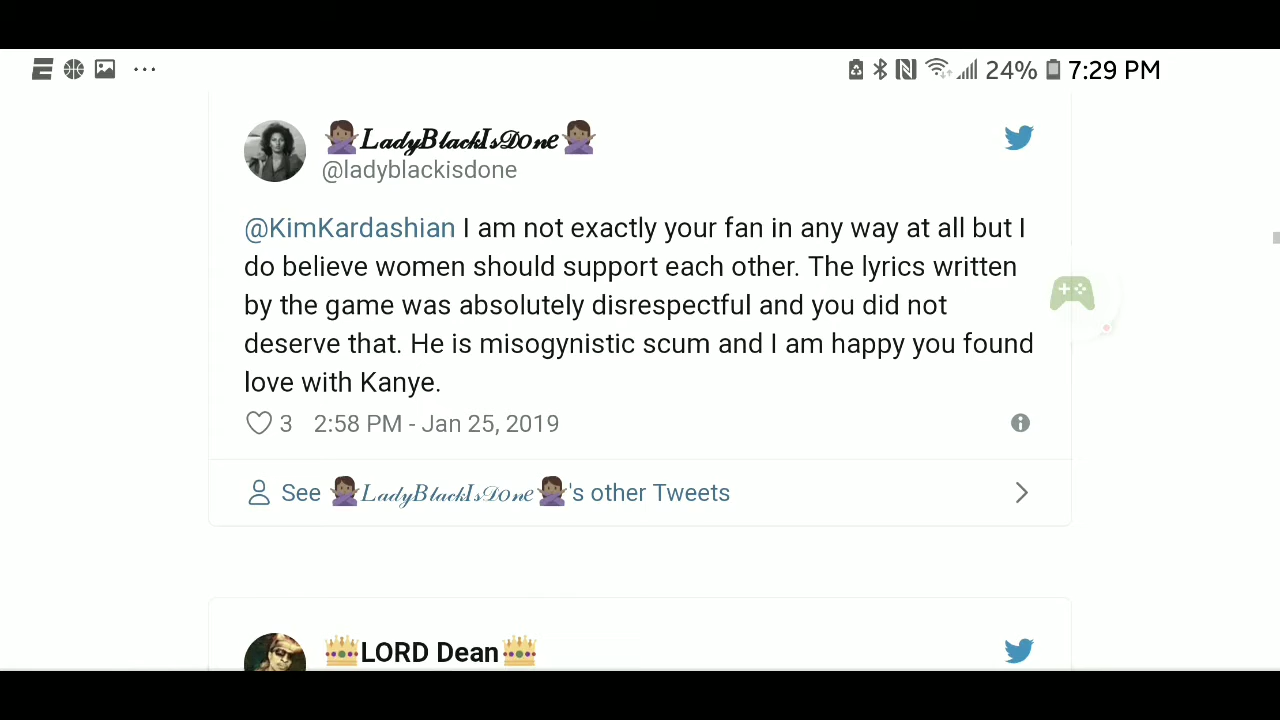 24% 7:29 PM
🙅🏾‍♀️LadyBlackIsDone🙅🏾‍♀️
@ladyblackisdone
@KimKardashian I am not exactly your fan in any way at all but I
do believe women should support each other. The lyrics written
by the game was absolutely disrespectful and you did not
deserve that. He is misogynistic scum and I am happy you found
love with Kanye.
3 2:58 PM - Jan 25, 2019
See 🙅🏾‍♀️LadyBlackIsDone🙅🏾‍♀️'s other Tweets
👑LORD Dean👑